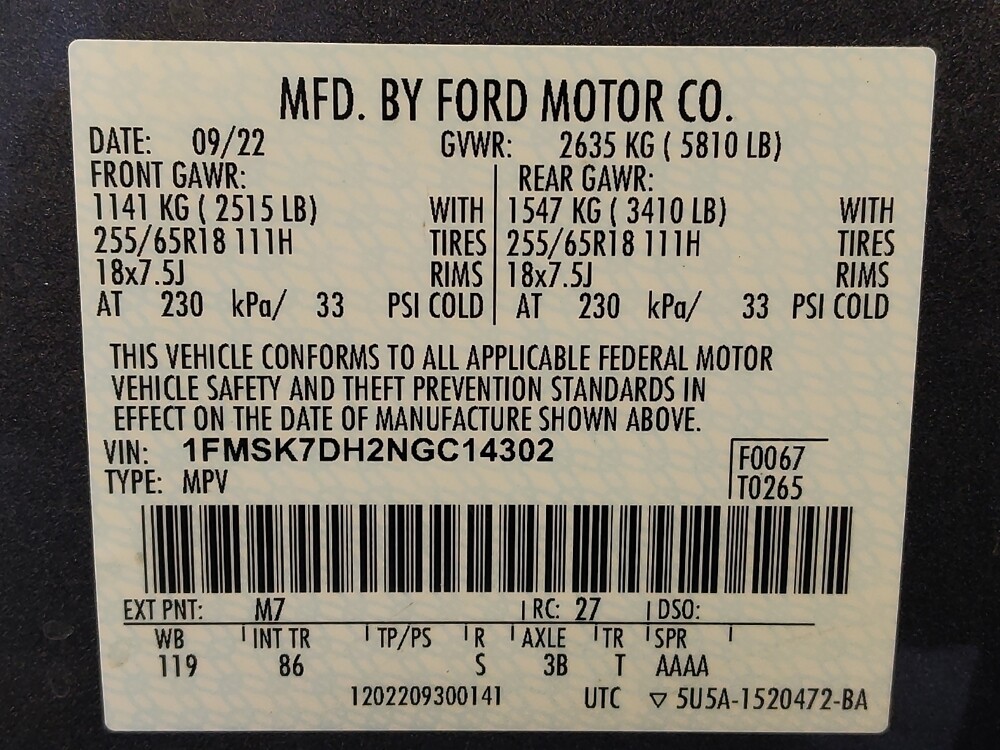 MFD. BY FORD MOTOR CO.
DATE: 09/22 GVWR: 2635 KG ( 5810 LB)
FRONT GAWR: REAR GAWR:
1141 KG ( 2515 LB) WITH 1547 KG ( 3410 LB) WITH
255/65R18 111H TIRES 255/65R18 111H TIRES
18x7.5J RIMS 18x7.5J RIMS
AT 230 kPa/ 33 PSI COLD AT 230 kPa/ 33 PSI COLD
THIS VEHICLE CONFORMS TO ALL APPLICABLE FEDERAL MOTOR
VEHICLE SAFETY AND THEFT PREVENTION STANDARDS IN
EFFECT ON THE DATE OF MANUFACTURE SHOWN ABOVE.
VIN: 1FMSK7DH2NGC14302 F0067
TYPE: MPV T0265
EXT PNT: M7 RC: 27 DSO:
WB INT TR TP/PS R AXLE TR SPR
119 86 S 3B T AAAA
1202209300141 UTC ▽ 5U5A-1520472-BA